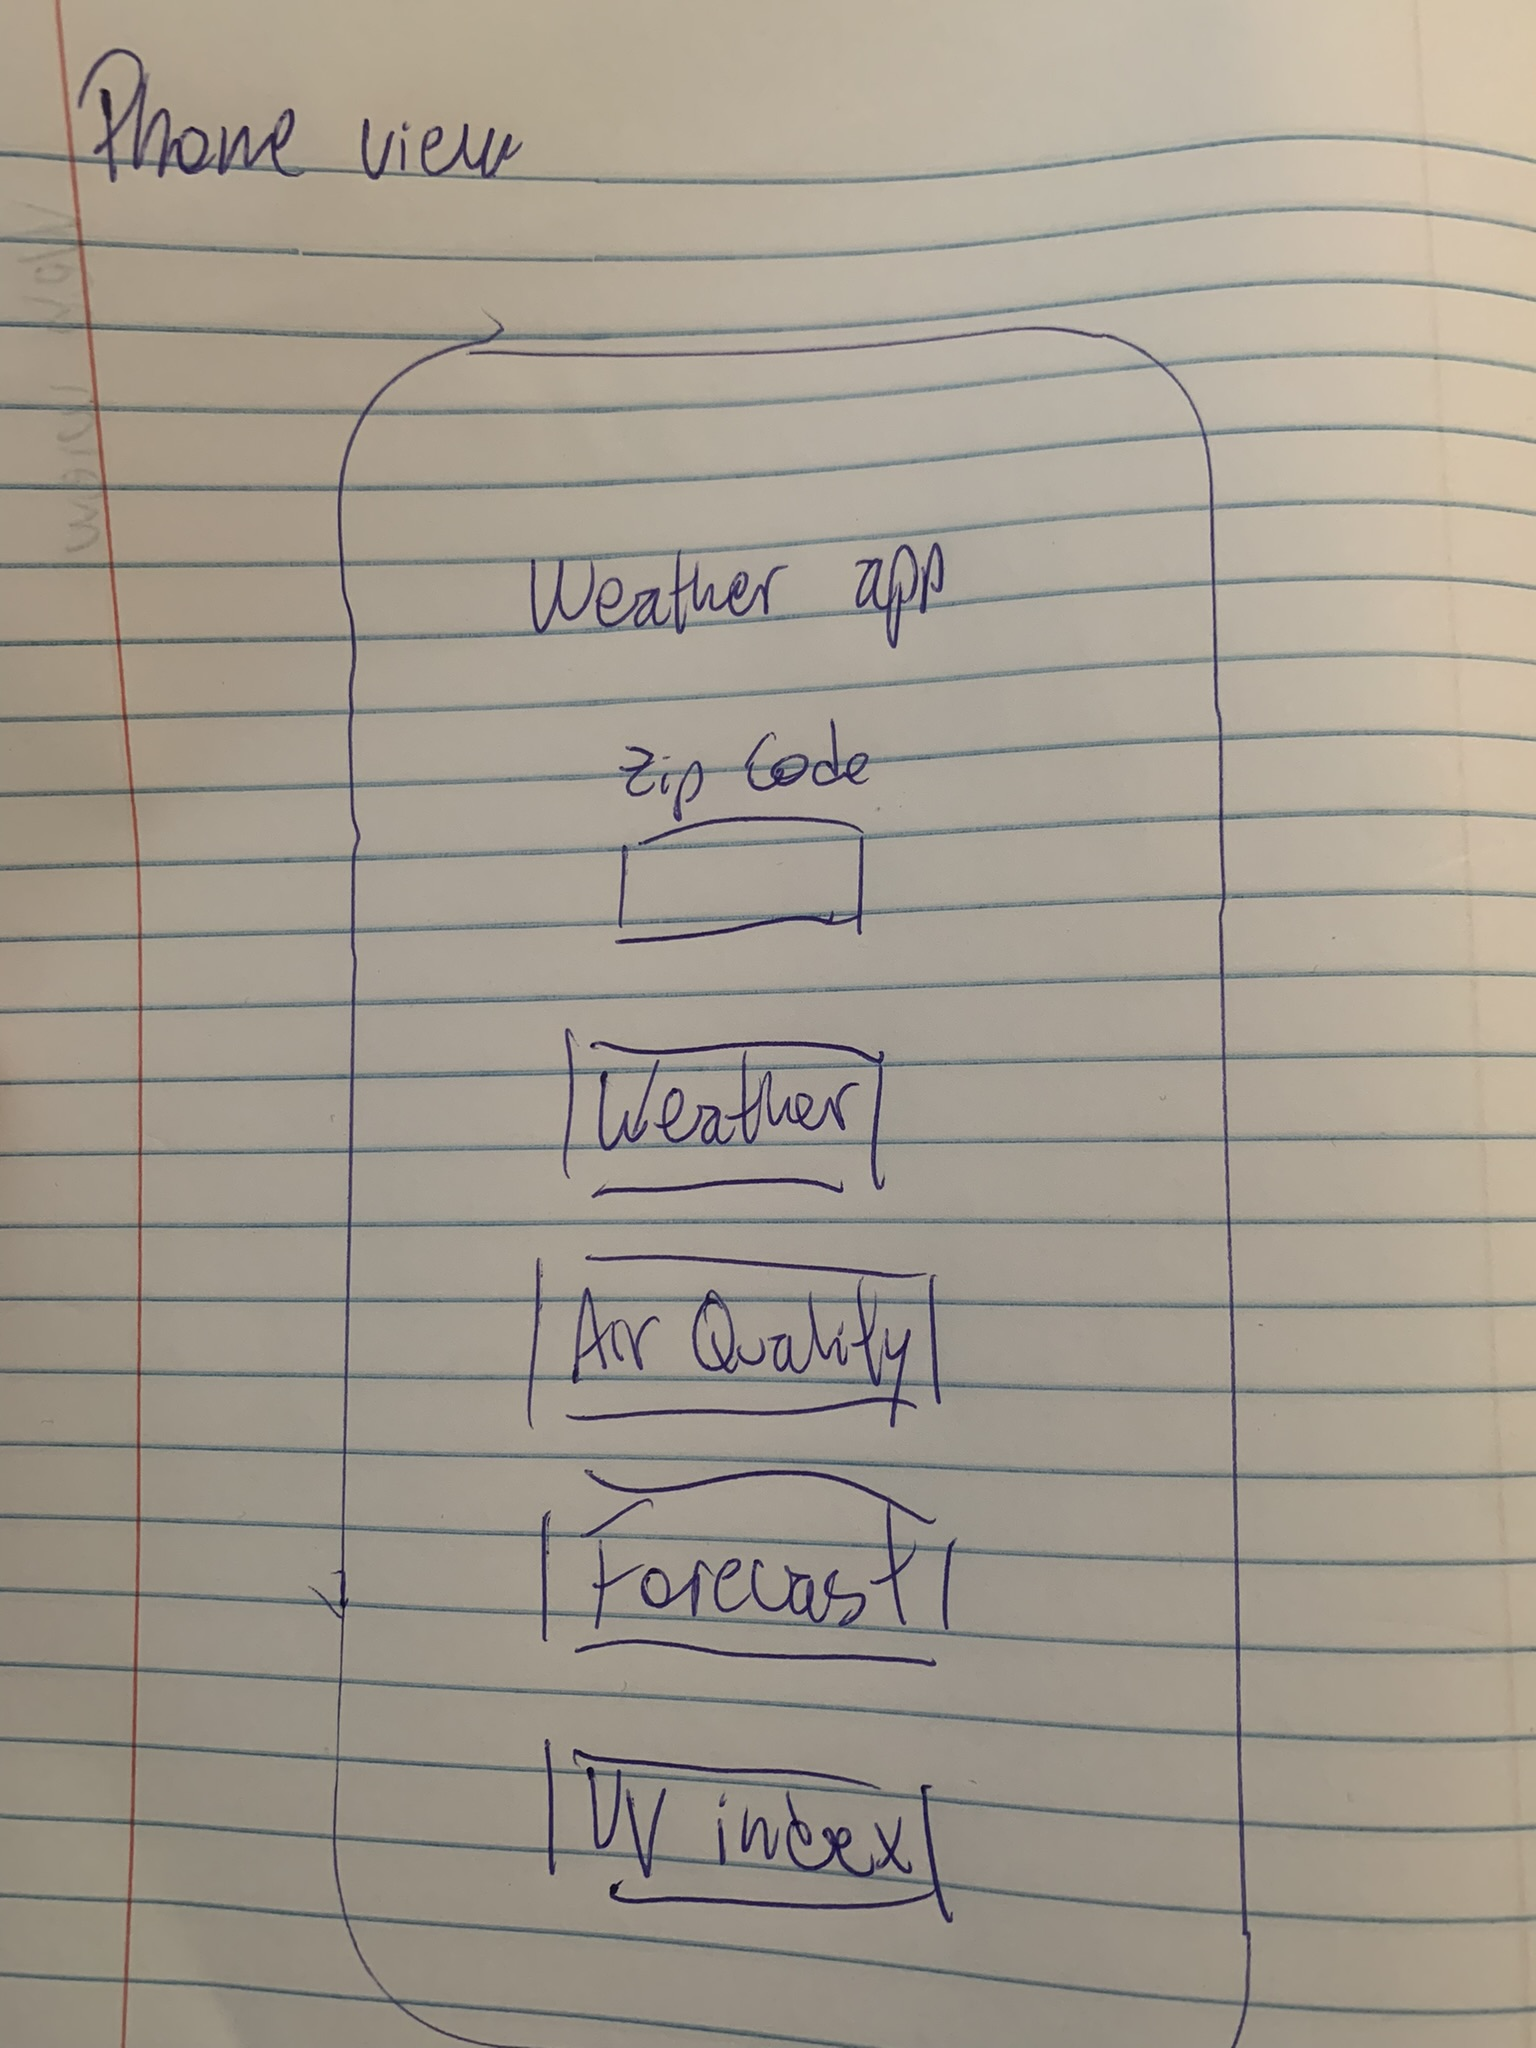 Phone view
Weather app
Zip Code
Weather
Air Quality
Forecast
UV index